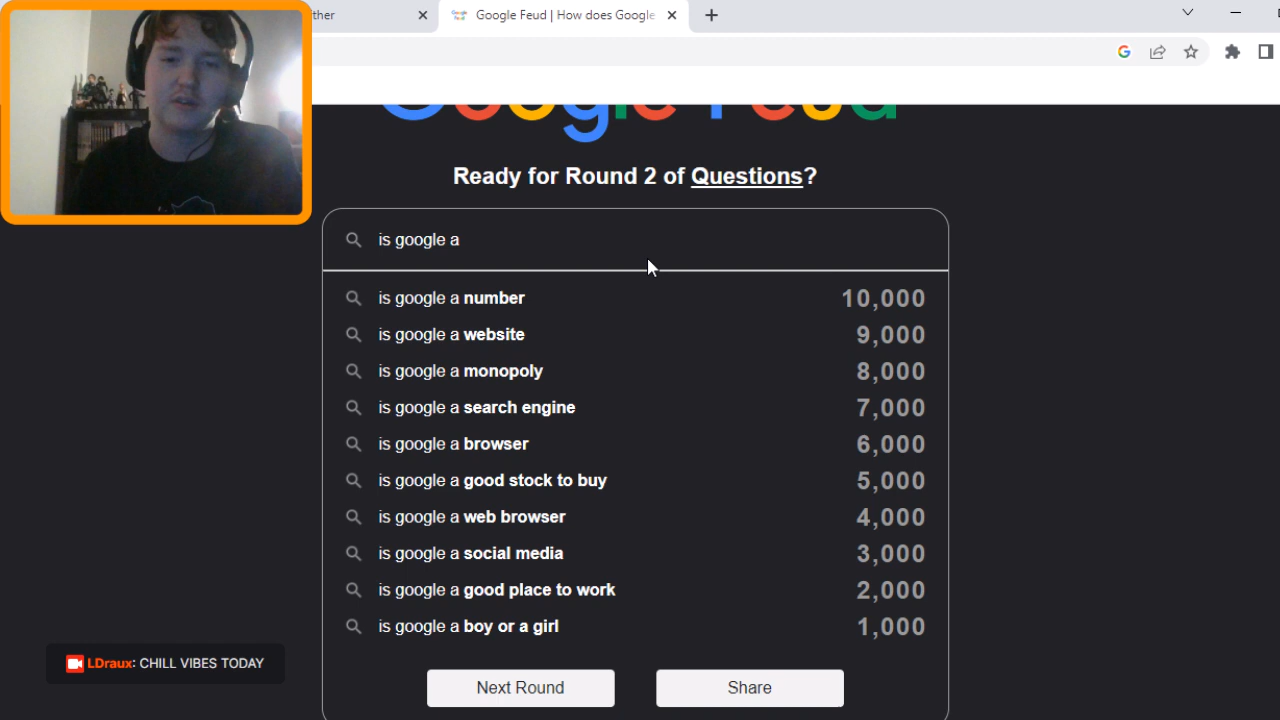 ther
Google Feud | How does Google
Google Feud
Ready for Round 2 of Questions?
is google a
is google a number 10,000
is google a website 9,000
is google a monopoly 8,000
is google a search engine 7,000
is google a browser 6,000
is google a good stock to buy 5,000
is google a web browser 4,000
is google a social media 3,000
is google a good place to work 2,000
is google a boy or a girl 1,000
LDraux: CHILL VIBES TODAY
Next Round Share